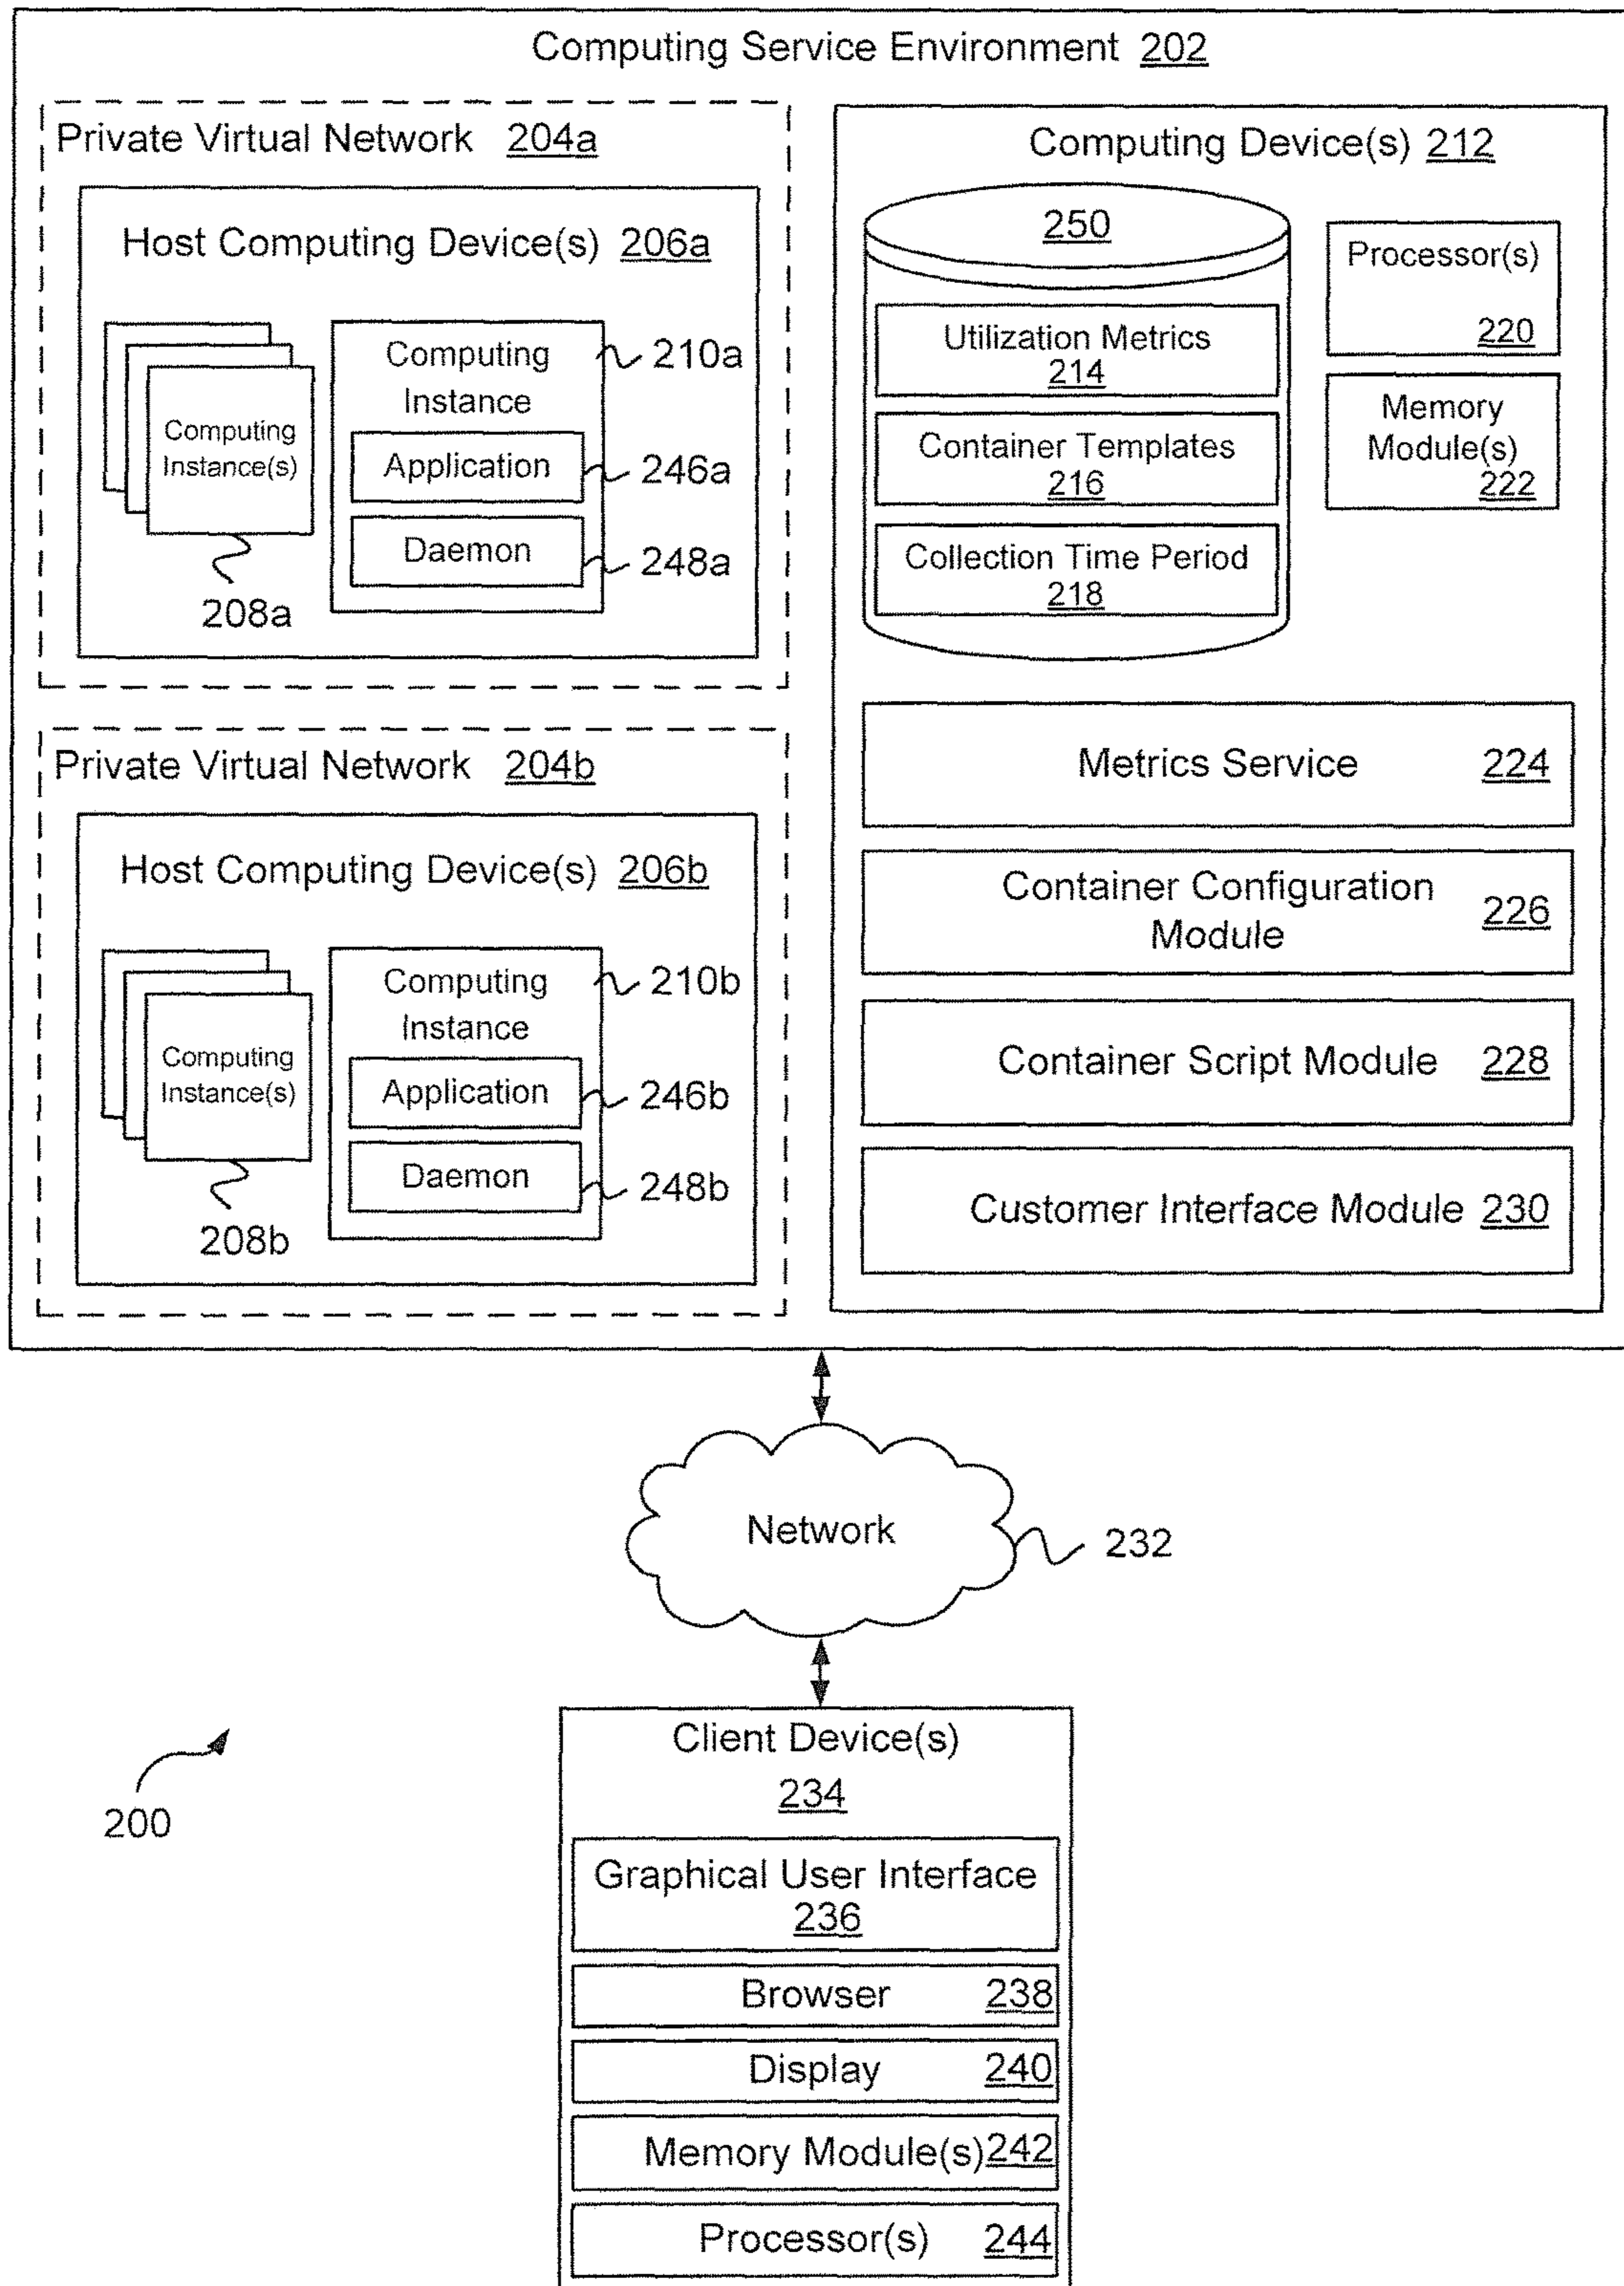 Computing Service Environment 202
Private Virtual Network 204a
Host Computing Device(s) 206a
Computing
Instance(s)
208a
Computing
Instance
210a
Application
246a
Daemon
248a
Private Virtual Network 204b
Host Computing Device(s) 206b
Computing
Instance(s)
208b
Computing
Instance
210b
Application
246b
Daemon
248b
Computing Device(s) 212
250
Utilization Metrics
214
Container Templates
216
Collection Time Period
218
Processor(s)
220
Memory
Module(s)
222
Metrics Service 224
Container Configuration
Module
226
Container Script Module 228
Customer Interface Module 230
Network
232
200
Client Device(s)
234
Graphical User Interface
236
Browser 238
Display 240
Memory Module(s) 242
Processor(s) 244